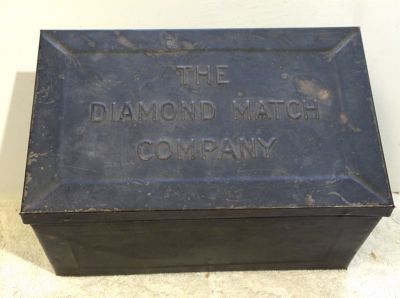 THE
DIAMOND MATCH
COMPANY